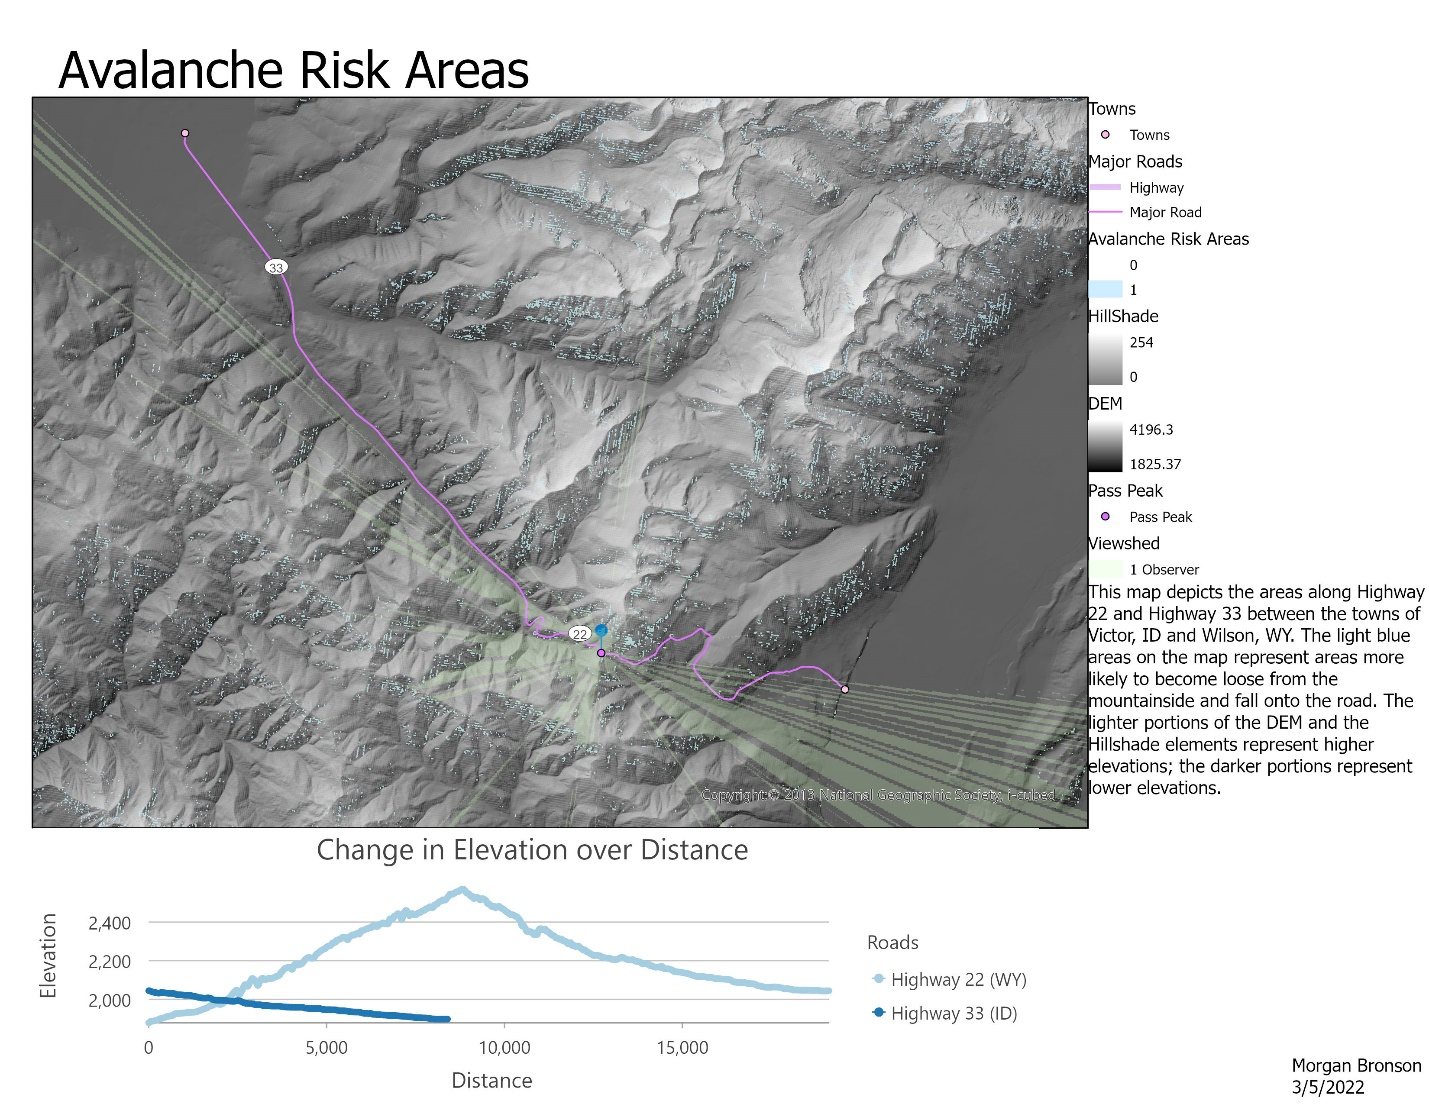 Avalanche Risk Areas
33
22
Copyright © 2013 National Geographic Society, i-cubed
Towns
Towns
Major Roads
Highway
Major Road
Avalanche Risk Areas
0
1
HillShade
254
0
DEM
4196.3
1825.37
Pass Peak
Pass Peak
Viewshed
1 Observer
This map depicts the areas along Highway
22 and Highway 33 between the towns of
Victor, ID and Wilson, WY. The light blue
areas on the map represent areas more
likely to become loose from the
mountainside and fall onto the road. The
lighter portions of the DEM and the
Hillshade elements represent higher
elevations; the darker portions represent
lower elevations.
Change in Elevation over Distance
Elevation
2,400
2,200
2,000
0
5,000
10,000
15,000
Distance
Roads
Highway 22 (WY)
Highway 33 (ID)
Morgan Bronson
3/5/2022